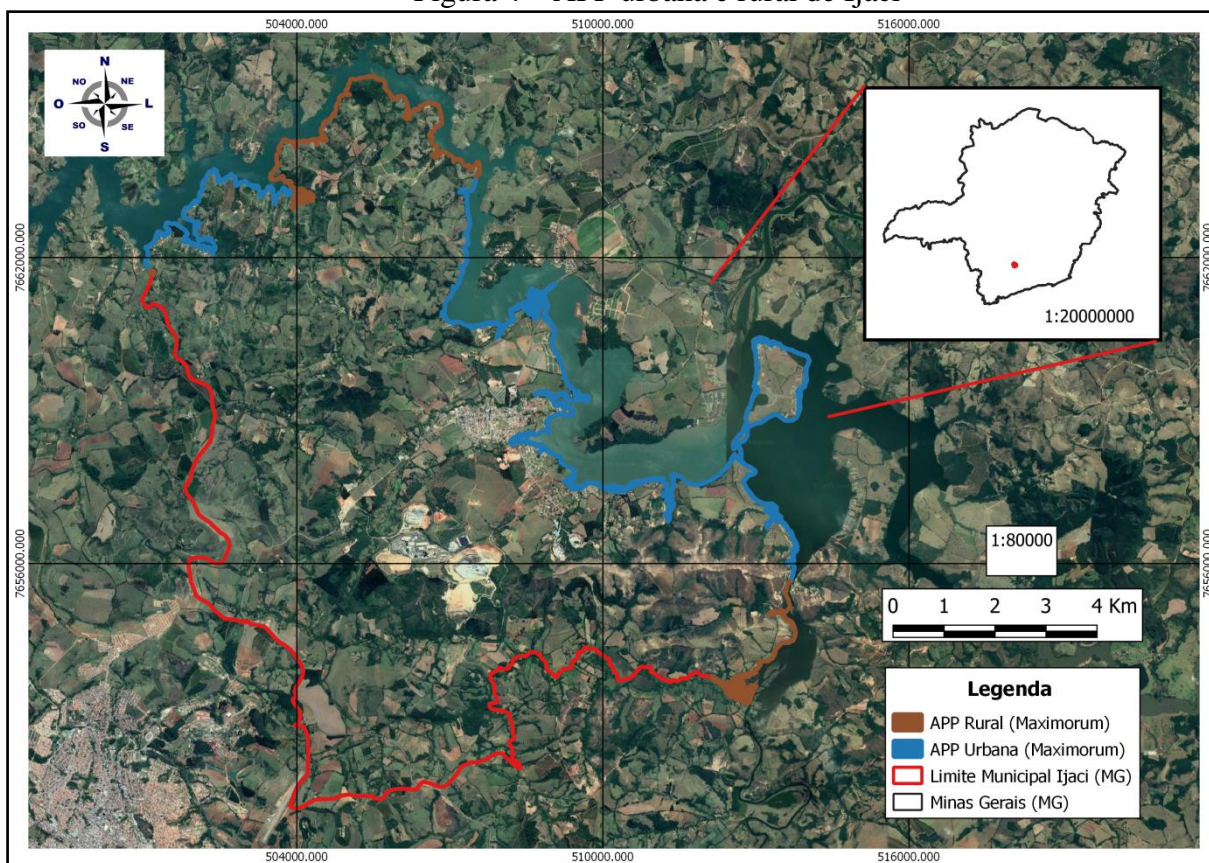 Figura 4 – APP urbana e rural de Ijaci
504000.000 510000.000 516000.000
N
NO NE
O L
SO SE
S
7662000.000 7662000.000
1:20000000
7656000.000 7656000.000
1:80000
0 1 2 3 4 Km
Legenda
APP Rural (Maximorum)
APP Urbana (Maximorum)
Limite Municipal Ijaci (MG)
Minas Gerais (MG)
504000.000 510000.000 516000.000